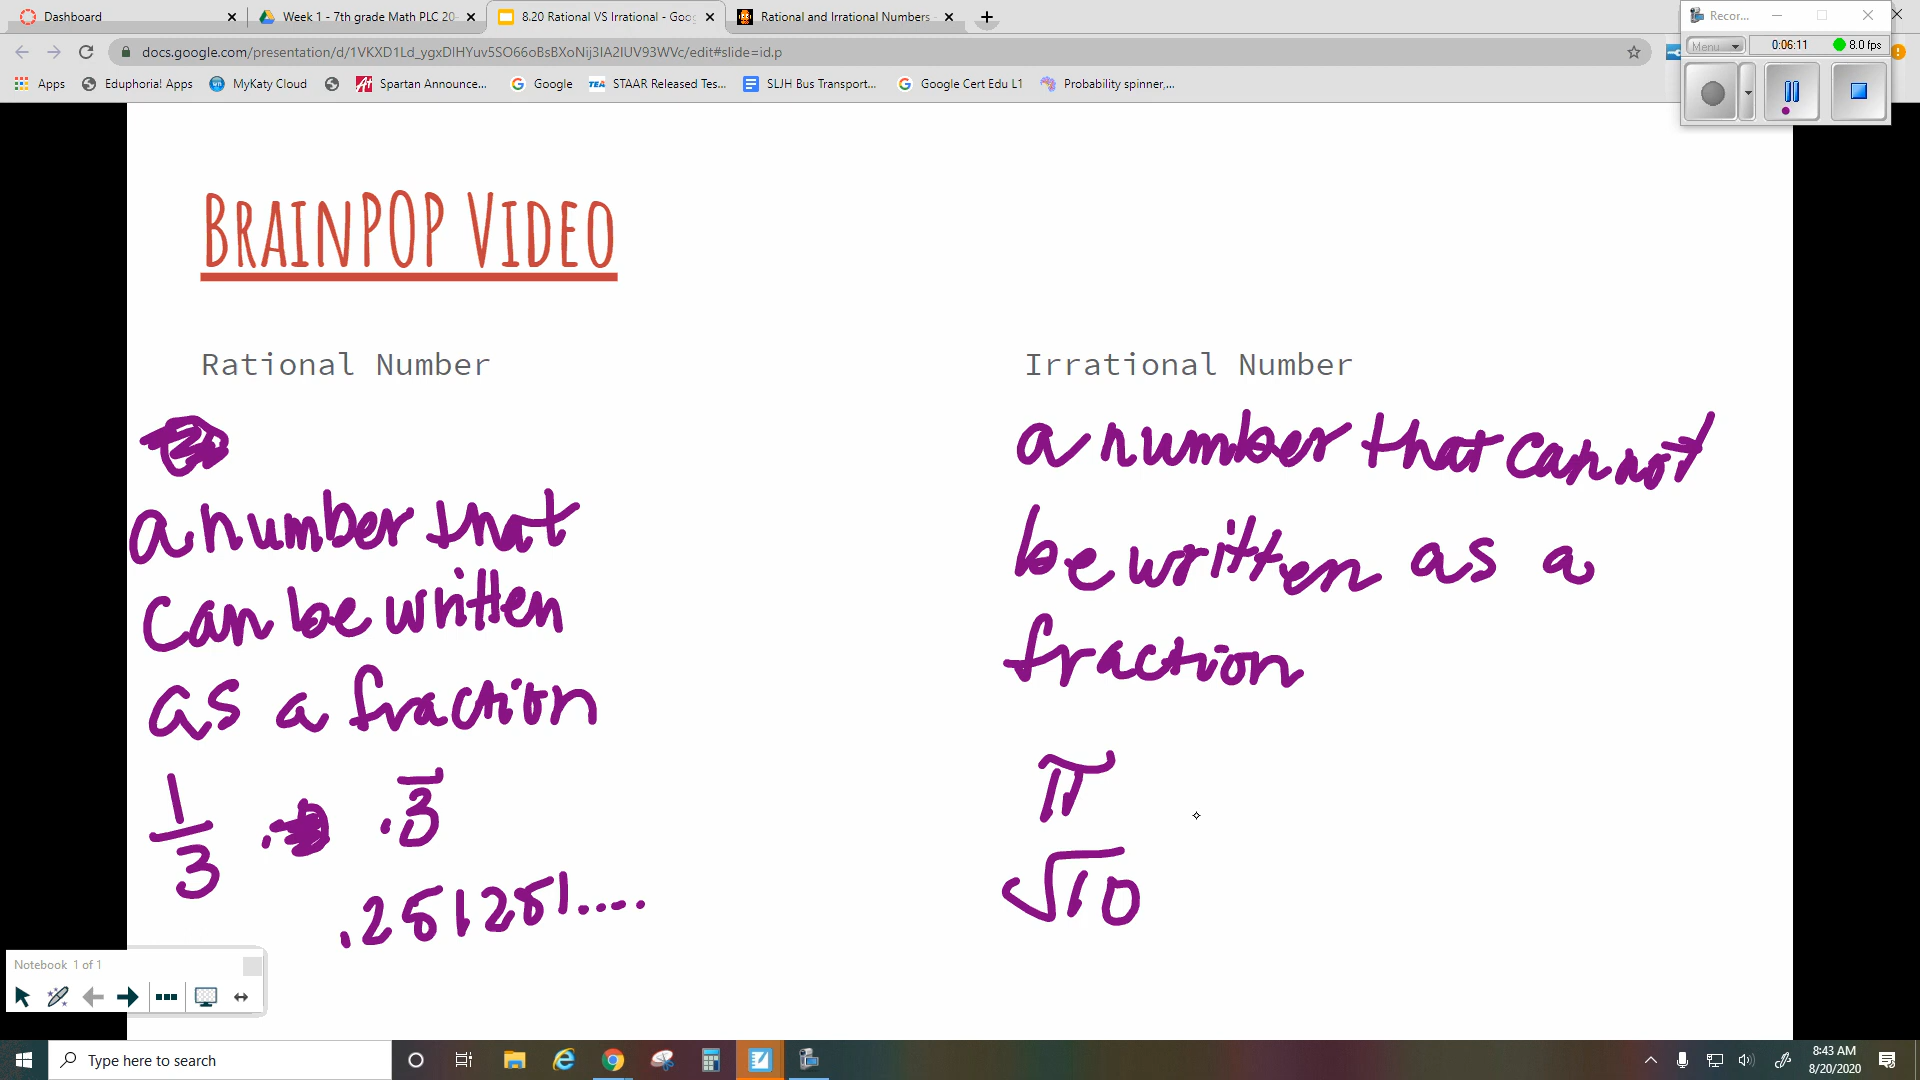 Dashboard
Week 1 - 7th grade Math PLC 20-
8.20 Rational VS Irrational - Goog
Rational and Irrational Numbers -
Recor...
Menu
0:06:11
8.0 fps
docs.google.com/presentation/d/1VKXD1Ld_ygxDlHYuv5SO66oBsBXoNij3IA2IUV93WVc/edit#slide=id.p
Apps
Eduphoria! Apps
MyKaty Cloud
Spartan Announce...
Google
TEA
STAAR Released Tes...
SLJH Bus Transport...
Google Cert Edu L1
Probability spinner,...
BrainPOP Video
Rational Number
a number that
can be written
as a fraction
1/3
.3̅
.251251....
Irrational Number
a number that cannot
be written as a
fraction
π
√10
Notebook 1 of 1
Type here to search
8:43 AM
8/20/2020